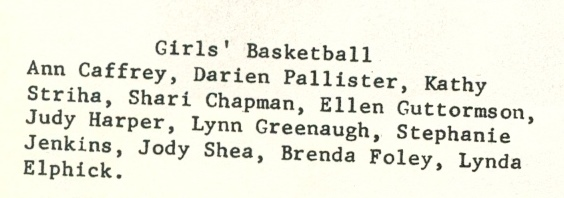 Girls' Basketball
Ann Caffrey, Darien Pallister, Kathy
Striha, Shari Chapman, Ellen Guttormson,
Judy Harper, Lynn Greenaugh, Stephanie
Jenkins, Jody Shea, Brenda Foley, Lynda
Elphick.